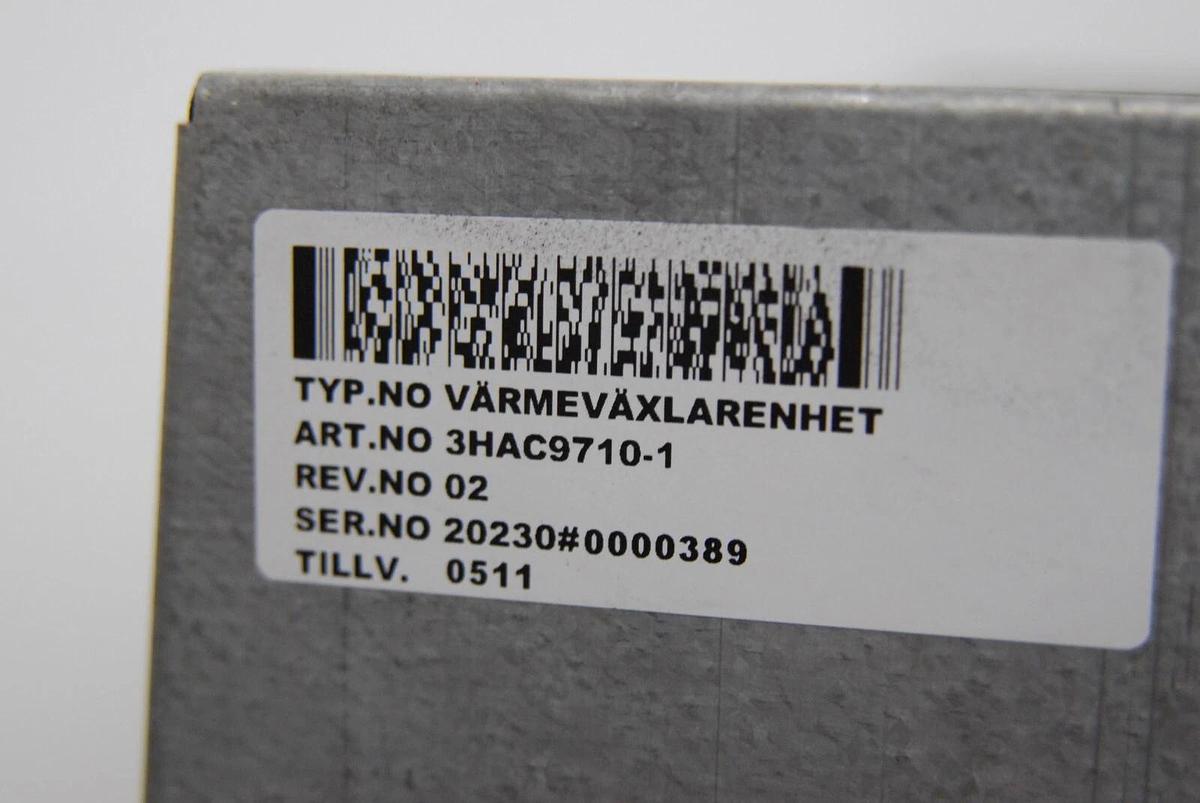 TYP.NO VÄRMEVÄXLARENHET
ART.NO 3HAC9710-1
REV.NO 02
SER.NO 20230#0000389
TILLV. 0511